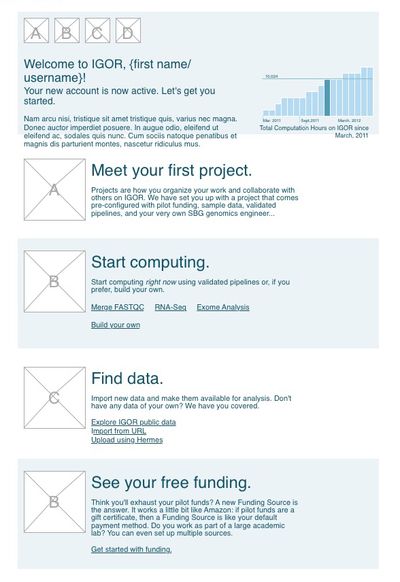 A B C D
Welcome to IGOR, {first name/
username}!
Your new account is now active. Let's get you
started.
Nam arcu nisi, tristique sit amet tristique quis, varius nec magna.
Donec auctor imperdiet posuere. In augue odio, eleifend ut
eleifend ac, sodales quis nunc. Cum sociis natoque penatibus et
magnis dis parturient montes, nascetur ridiculus mus.
10,034
Mar. 2011 Sept.2011 March. 2012
Total Computation Hours on IGOR since
March, 2011
A
Meet your first project.
Projects are how you organize your work and collaborate with
others on IGOR. We have set you up with a project that comes
pre-configured with pilot funding, sample data, validated
pipelines, and your very own SBG genomics engineer...
B
Start computing.
Start computing right now using validated pipelines or, if you
prefer, build your own.
Merge FASTQC RNA-Seq Exome Analysis
Build your own
C
Find data.
Import new data and make them available for analysis. Don't
have any data of your own? We have you covered.
Explore IGOR public data
Import from URL
Upload using Hermes
B
See your free funding.
Think you'll exhaust your pilot funds? A new Funding Source is
the answer. It works a little bit like Amazon: if pilot funds are a
gift certificate, then a Funding Source is like your default
payment method. Do you work as part of a large academic
lab? You can even set up multiple sources.
Get started with funding.